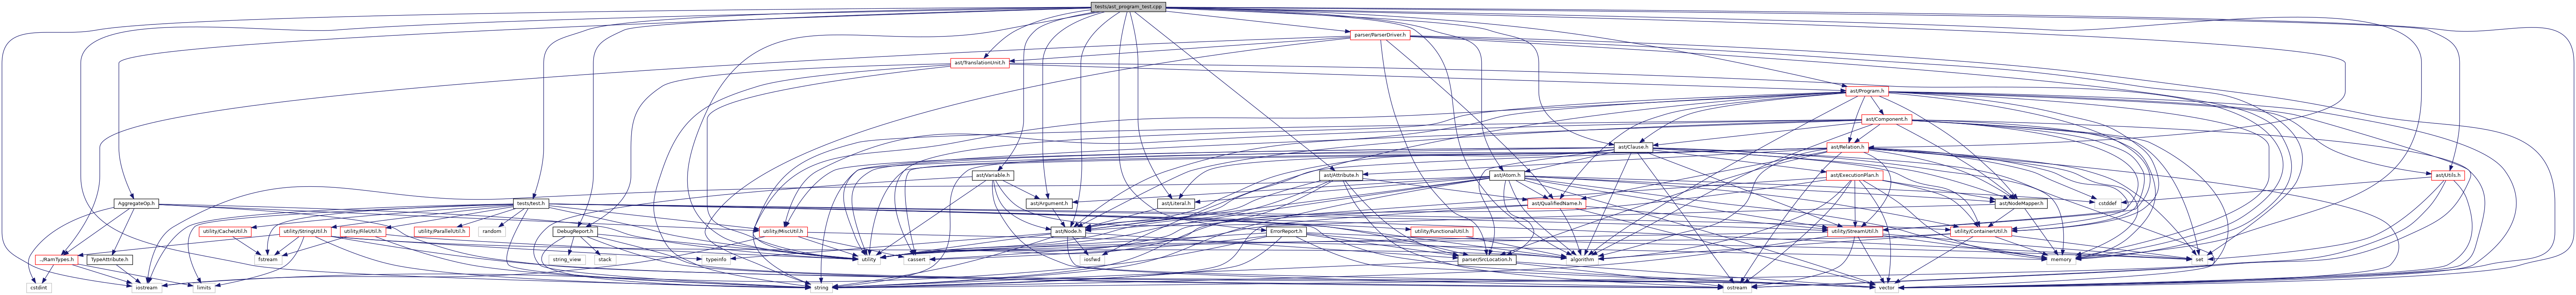 tests/ast_program_test.cpp
parser/ParserDriver.h
ast/TranslationUnit.h
ast/Program.h
ast/Component.h
ast/Clause.h
ast/Relation.h
ast/Variable.h
ast/Attribute.h
ast/Atom.h
ast/ExecutionPlan.h
ast/Utils.h
AggregateOp.h
tests/test.h
ast/Argument.h
ast/Literal.h
ast/QualifiedName.h
ast/NodeMapper.h
cstddef
utility/CacheUtil.h
utility/StringUtil.h
utility/FileUtil.h
utility/ParallelUtil.h
random
DebugReport.h
utility/MiscUtil.h
ast/Node.h
ErrorReport.h
utility/FunctionalUtil.h
utility/StreamUtil.h
utility/ContainerUtil.h
../RamTypes.h
TypeAttribute.h
fstream
string_view
stack
typeinfo
utility
cassert
iosfwd
parser/SrcLocation.h
algorithm
memory
set
cstdint
iostream
limits
string
ostream
vector